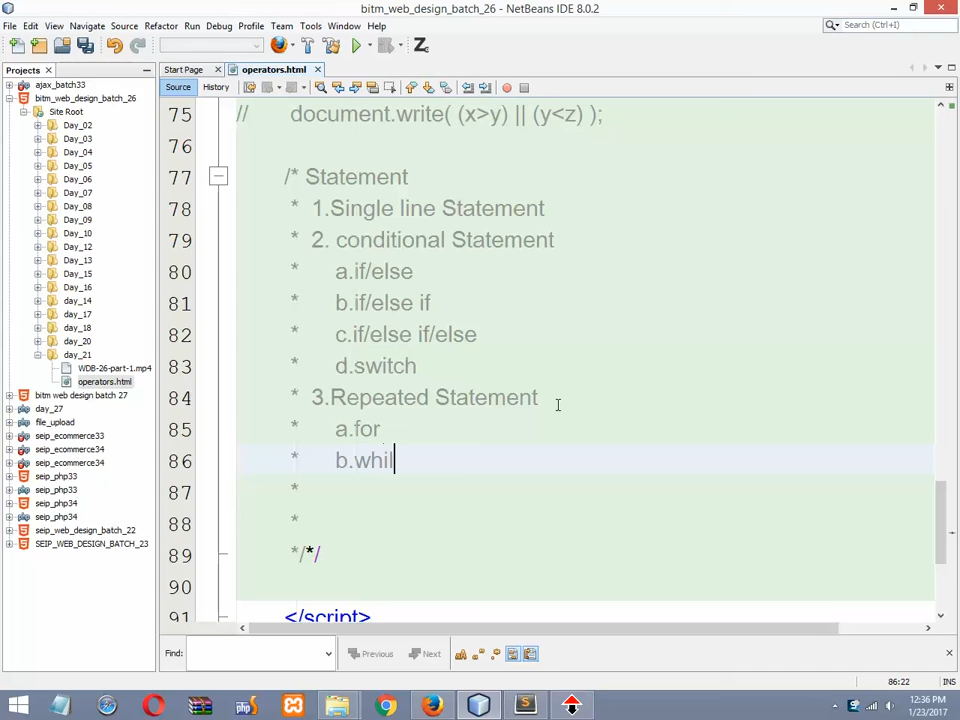 bitm_web_design_batch_26 - NetBeans IDE 8.0.2
File Edit View Navigate Source Refactor Run Debug Profile Team Tools Window Help
Search (Ctrl+I)
Projects
Start Page
operators.html
Source History
ajax_batch33
bitm_web_design_batch_26
Site Root
Day_02
Day_03
Day_04
Day_05
Day_06
Day_07
Day_08
Day_09
Day_10
Day_12
Day_13
Day_15
Day_16
day_14
day_17
day_18
day_20
day_21
WDB-26-part-1.mp4
operators.html
bitm web design batch 27
day_27
file_upload
seip_ecommerce33
seip_ecommerce34
seip_ecommerce34
seip_php33
seip_php33
seip_php34
seip_php34
seip_web_design_batch_22
SEIP_WEB_DESIGN_BATCH_23
75 // document.write( (x>y) || (y<z) );
76
77 /* Statement
78 * 1.Single line Statement
79 * 2. conditional Statement
80 * a.if/else
81 * b.if/else if
82 * c.if/else if/else
83 * d.switch
84 * 3.Repeated Statement
85 * a.for
86 * b.whil
87 *
88 *
89 */*/
90
91 </script>
Find: Previous Next
86:22 INS
12:36 PM
1/23/2017